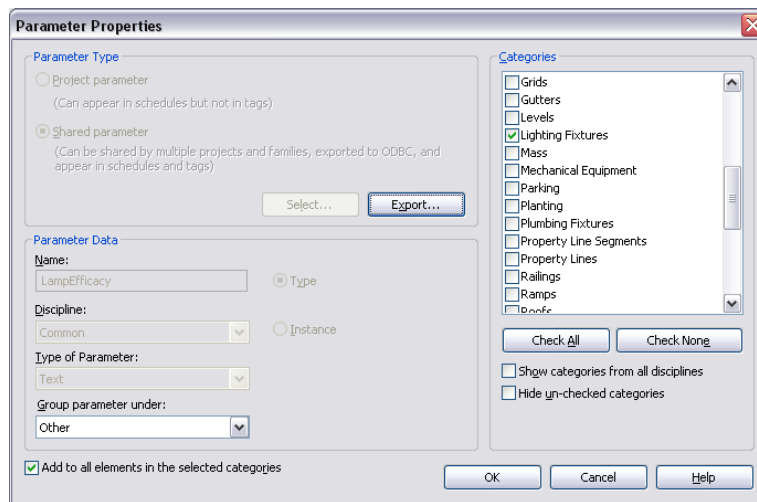 Parameter Properties
Parameter Type
Project parameter
(Can appear in schedules but not in tags)
Shared parameter
(Can be shared by multiple projects and families, exported to ODBC, and
appear in schedules and tags)
Select...
Export...
Parameter Data
Name:
LampEfficacy
Type
Discipline:
Common
Instance
Type of Parameter:
Text
Group parameter under:
Other
Add to all elements in the selected categories
Categories
Grids
Gutters
Levels
Lighting Fixtures
Mass
Mechanical Equipment
Parking
Planting
Plumbing Fixtures
Property Line Segments
Property Lines
Railings
Ramps
Roofs
Check All
Check None
Show categories from all disciplines
Hide un-checked categories
OK
Cancel
Help